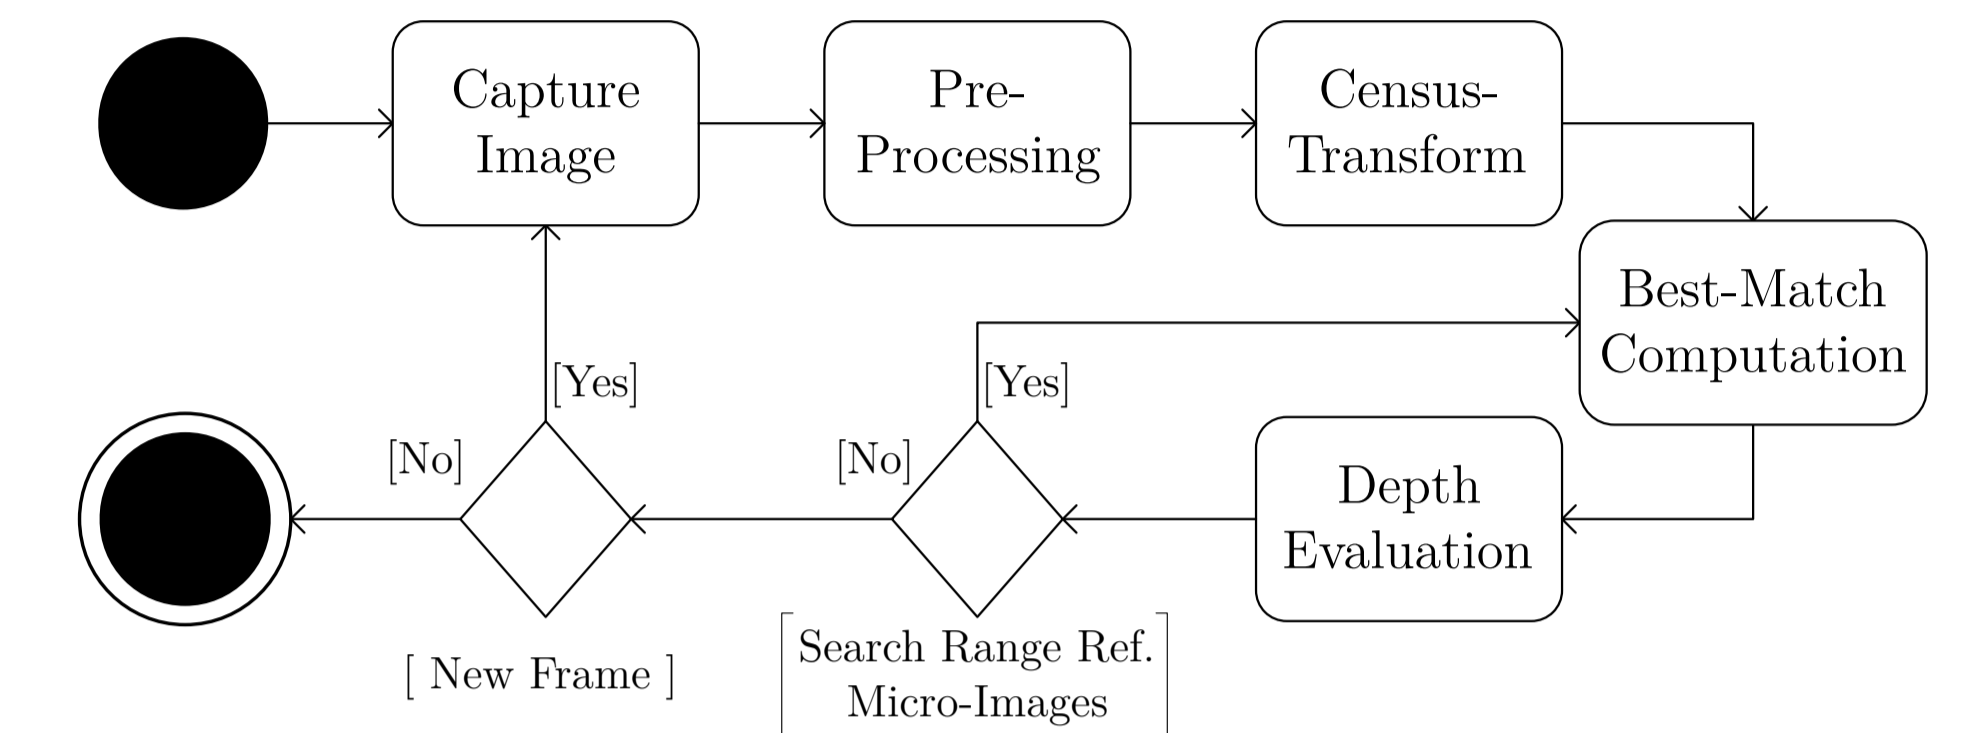 Capture
Image
Pre-
Processing
Census-
Transform
Best-Match
Computation
[Yes]
[Yes]
[No]
[No]
Depth
Evaluation
[ New Frame ]
Search Range Ref.
Micro-Images